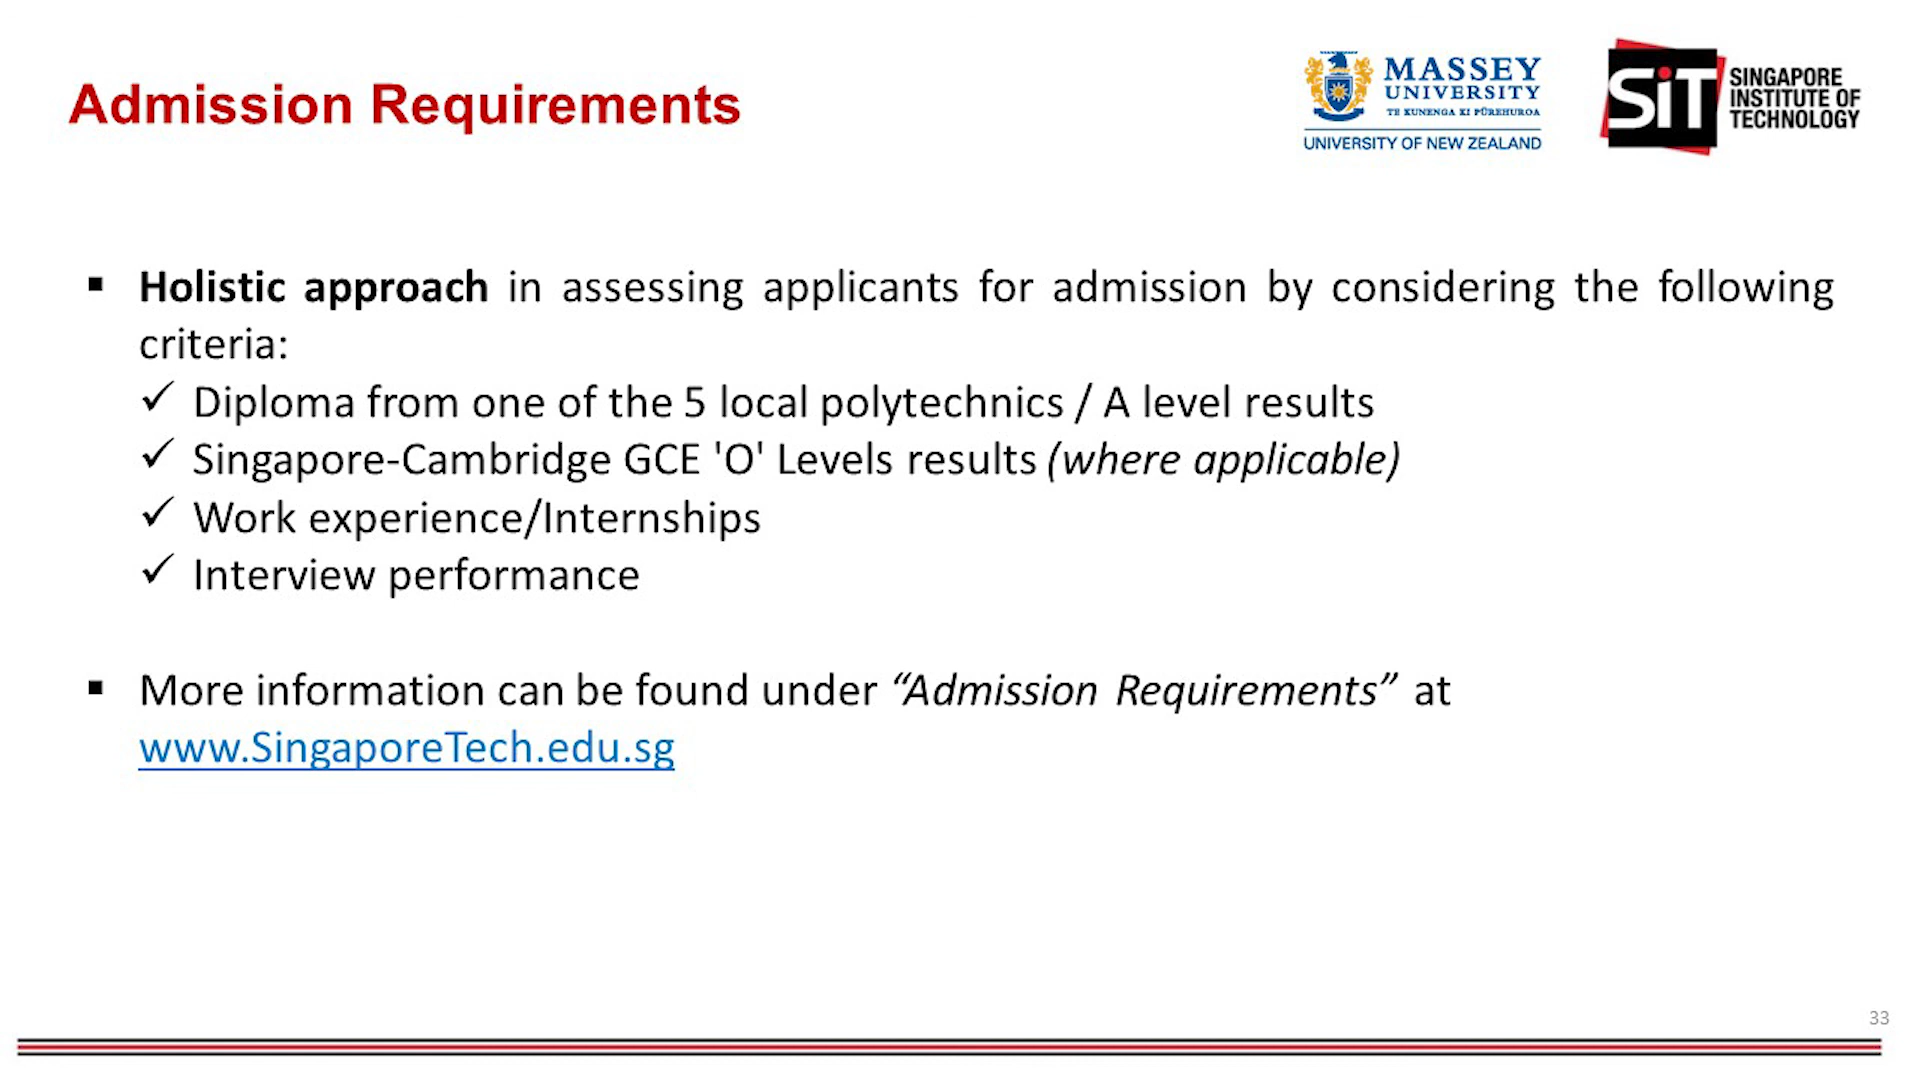 Admission Requirements
MASSEY
UNIVERSITY
TE KUNENGA KI PŪREHUROA
UNIVERSITY OF NEW ZEALAND
SiT
SINGAPORE
INSTITUTE OF
TECHNOLOGY
▪ Holistic approach in assessing applicants for admission by considering the following
criteria:
✓ Diploma from one of the 5 local polytechnics / A level results
✓ Singapore-Cambridge GCE 'O' Levels results (where applicable)
✓ Work experience/Internships
✓ Interview performance
▪ More information can be found under “Admission Requirements” at
www.SingaporeTech.edu.sg
33